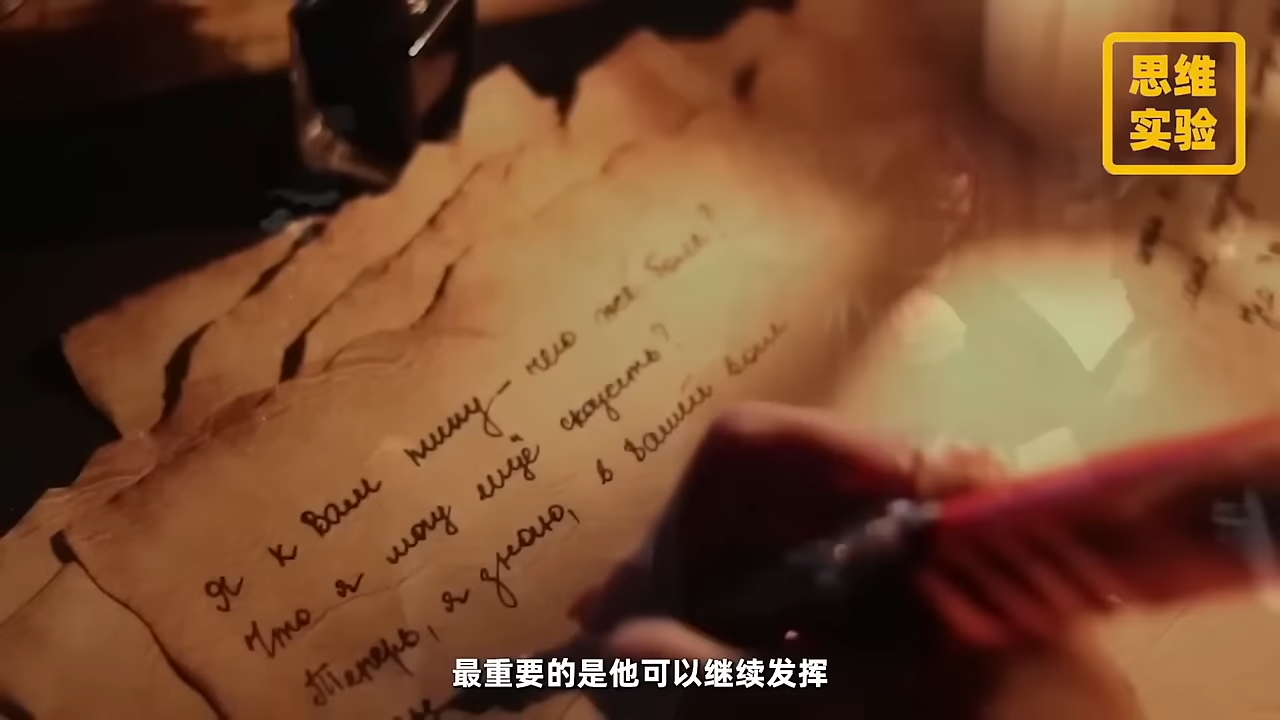 思维
实验
Я к Вам пишу – чего же боле?
Что я могу ещё сказать?
Теперь, я знаю, в Вашей воле
最重要的是他可以继续发挥